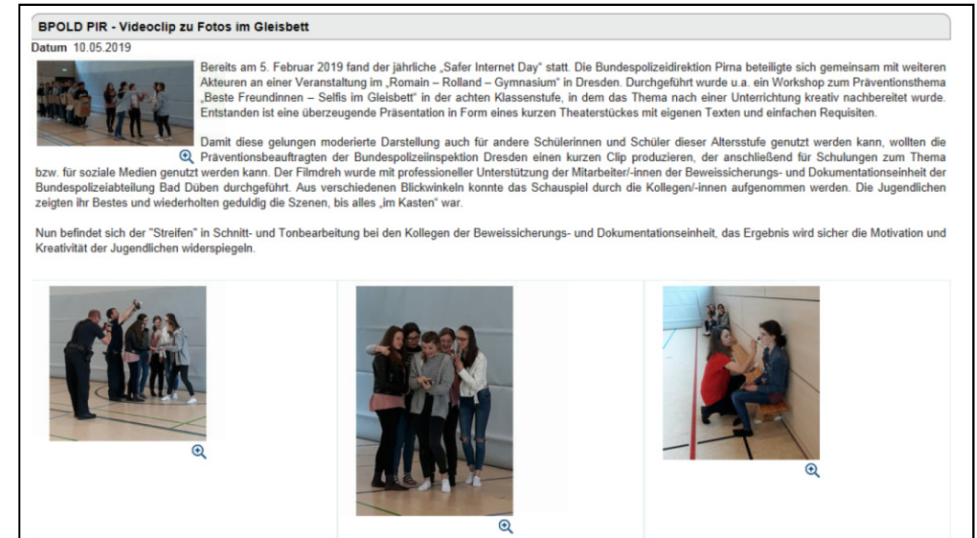 BPOLD PIR - Videoclip zu Fotos im Gleisbett
Datum 10.05.2019
Bereits am 5. Februar 2019 fand der jährliche „Safer Internet Day“ statt. Die Bundespolizeidirektion Pirna beteiligte sich gemeinsam mit weiteren
Akteuren an einer Veranstaltung im „Romain – Rolland – Gymnasium“ in Dresden. Durchgeführt wurde u.a. ein Workshop zum Präventionsthema
„Beste Freundinnen – Selfis im Gleisbett“ in der achten Klassenstufe, in dem das Thema nach einer Unterrichtung kreativ nachbereitet wurde.
Entstanden ist eine überzeugende Präsentation in Form eines kurzen Theaterstückes mit eigenen Texten und einfachen Requisiten.
Damit diese gelungen moderierte Darstellung auch für andere Schülerinnen und Schüler dieser Altersstufe genutzt werden kann, wollten die
Präventionsbeauftragten der Bundespolizeiinspektion Dresden einen kurzen Clip produzieren, der anschließend für Schulungen zum Thema
bzw. für soziale Medien genutzt werden kann. Der Filmdreh wurde mit professioneller Unterstützung der Mitarbeiter/-innen der Beweissicherungs- und Dokumentationseinheit der
Bundespolizeiabteilung Bad Düben durchgeführt. Aus verschiedenen Blickwinkeln konnte das Schauspiel durch die Kollegen/-innen aufgenommen werden. Die Jugendlichen
zeigten ihr Bestes und wiederholten geduldig die Szenen, bis alles „im Kasten“ war.
Nun befindet sich der "Streifen" in Schnitt- und Tonbearbeitung bei den Kollegen der Beweissicherungs- und Dokumentationseinheit, das Ergebnis wird sicher die Motivation und
Kreativität der Jugendlichen widerspiegeln.